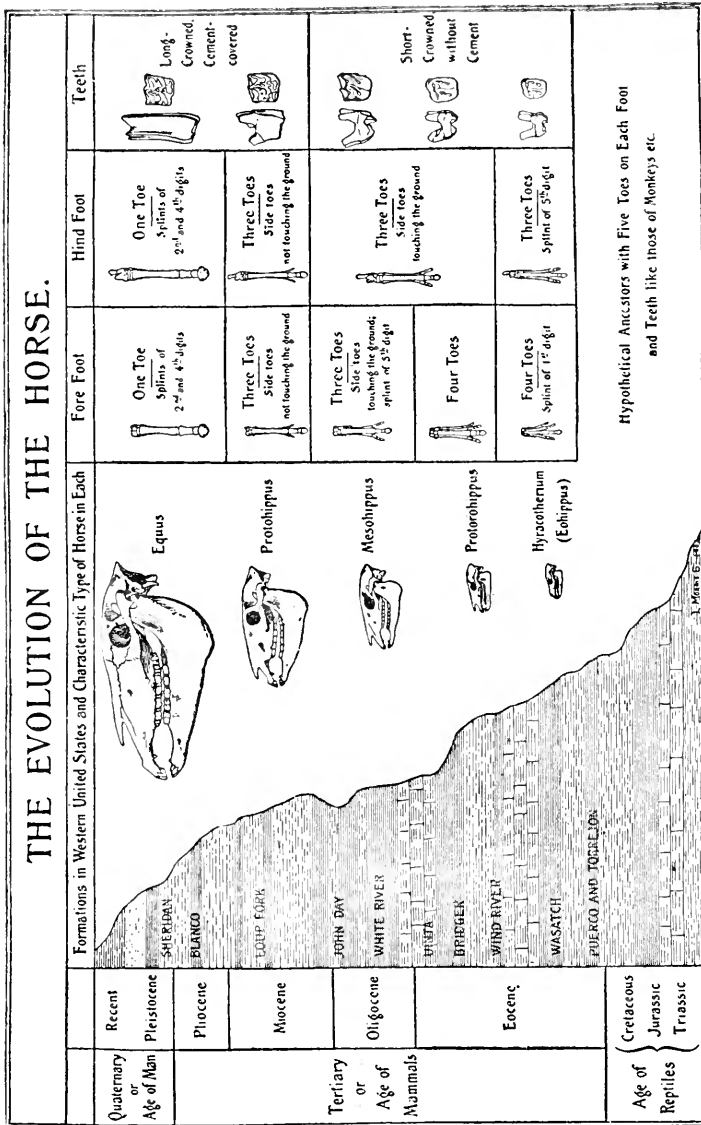 THE EVOLUTION OF THE HORSE.
Formations in Western United States and Characteristic Type of Horse in Each
Fore Foot
Hind Foot
Teeth
Quaternary
or
Age of Man
Recent
Pleistocene
SHERIDAN
Equus
One Toe
Splints of
2nd and 4th digits
One Toe
Splints of
2nd and 4th digits
Long-
Crowned,
Cement-
covered
Tertiary
or
Age of
Mammals
Pliocene
BLANCO
Miocene
LOUP FORK
Protohippus
Three Toes
Side toes
not touching the ground
Three Toes
Side toes
not touching the ground
Oligocene
JOHN DAY
WHITE RIVER
Mesohippus
Three Toes
Side toes
touching the ground;
splint of 5th digit
Three Toes
Side toes
touching the ground
Short-
Crowned,
without
Cement
Eocene
UINTA
BRIDGER
WIND RIVER
WASATCH
PUERCO AND TORREJON
Protorohippus
Four Toes
Hyracotherium
(Eohippus)
Four Toes
Splint of 1st digit
Three Toes
Splint of 5th digit
Age of
Reptiles
Cretaceous
Jurassic
Triassic
Hypothetical Ancestors with Five Toes on Each Foot
and Teeth like those of Monkeys etc.